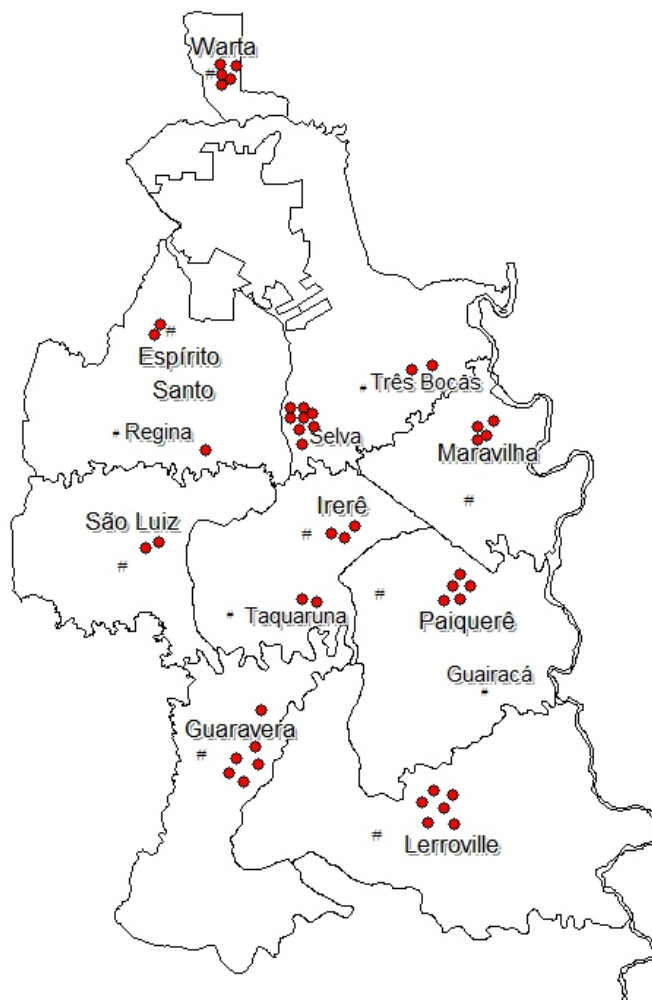 Warta
#
#
Espírito
Santo
Três Bocas
Regina
Selva
Maravilha
#
São Luiz
Irerê
#
#
#
Taquaruna
Paiquerê
Guairacá
Guaravera
#
#
Lerroville